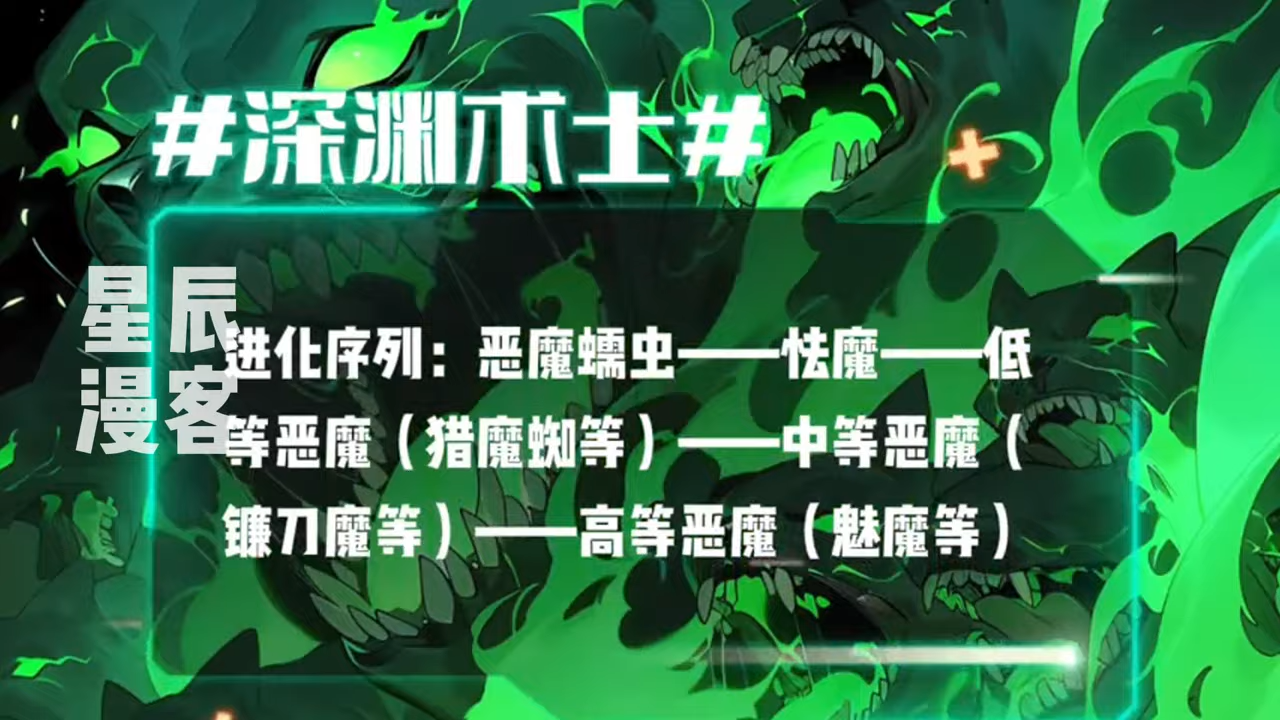 #深渊术士#
星辰
漫客
进化序列：恶魔蠕虫——怯魔——低
等恶魔（猎魔蜘等）——中等恶魔（
镰刀魔等）——高等恶魔（魅魔等）